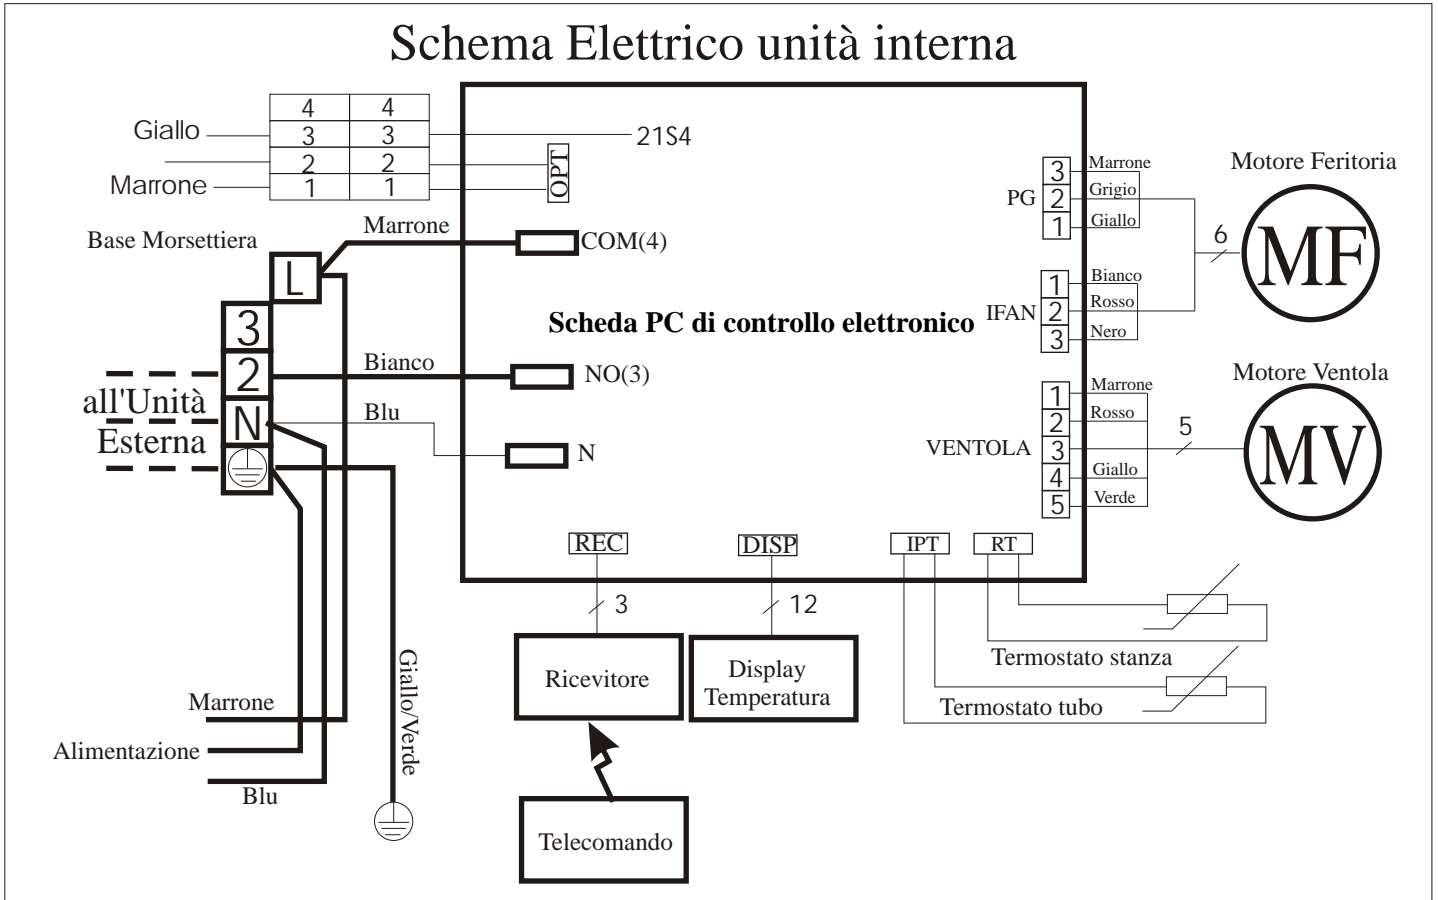 Schema Elettrico unità interna
4 4
Giallo 3 3 21S4
2 2
Marrone 1 1
OPT
Marrone COM(4)
Base Morsettiera
L
3
2 Bianco NO(3)
all'Unità
Esterna
N Blu N
Scheda PC di controllo elettronico
PG
3 Marrone
2 Grigio
1 Giallo
IFAN
1 Bianco
2 Rosso
3 Nero
6
Motore Feritoria
MF
VENTOLA
1 Marrone
2 Rosso
3
4 Giallo
5 Verde
5
Motore Ventola
MV
REC DISP IPT RT
3 12
Ricevitore
Display
Temperatura
Termostato stanza
Termostato tubo
Telecomando
Giallo/Verde
Marrone
Alimentazione
Blu